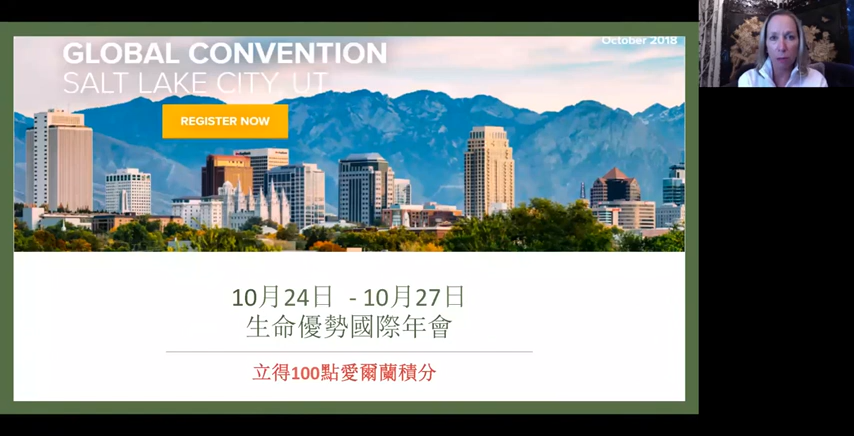 October 2018
GLOBAL CONVENTION
SALT LAKE CITY, UT
REGISTER NOW
10月24日 - 10月27日
生命優勢國際年會
立得100點愛爾蘭積分